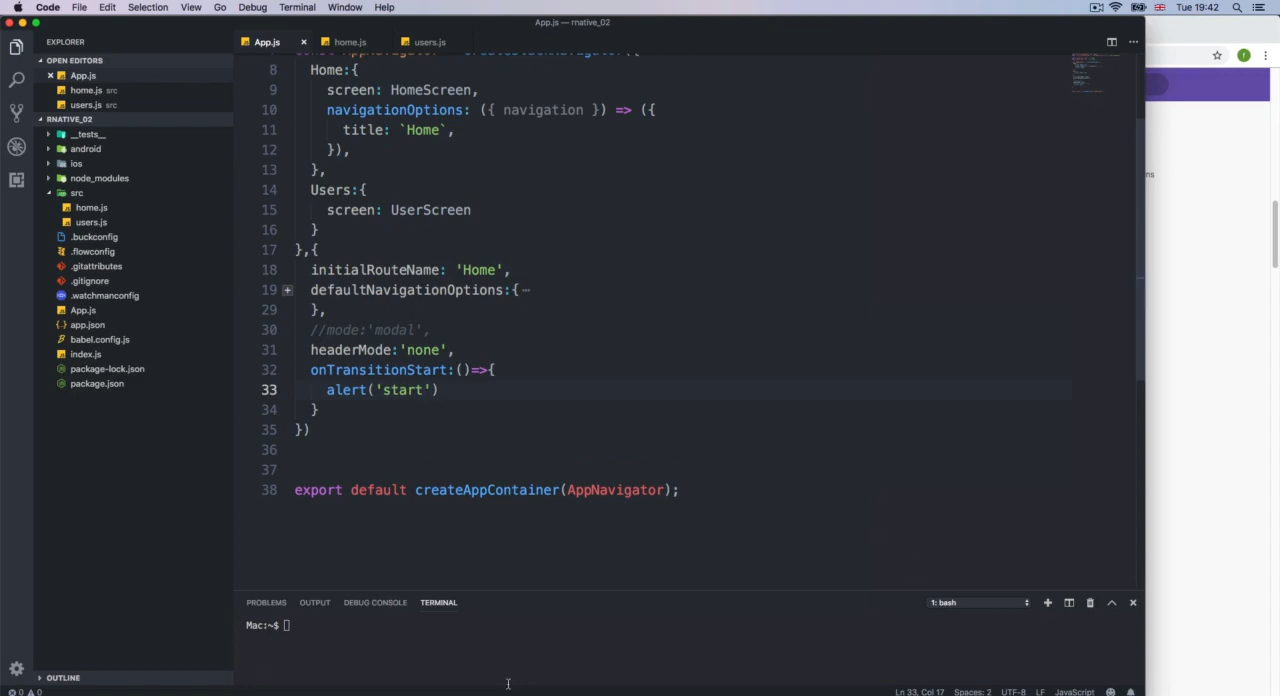 Code File Edit Selection View Go Debug Terminal Window Help Tue 19:42
App.js — rnative_02
EXPLORER
OPEN EDITORS
App.js
home.js src
users.js src
RNATIVE_02
__tests__
android
ios
node_modules
src
home.js
users.js
.buckconfig
.flowconfig
.gitattributes
.gitignore
.watchmanconfig
App.js
app.json
babel.config.js
index.js
package-lock.json
package.json
OUTLINE
App.js home.js users.js
8 Home:{
9 screen: HomeScreen,
10 navigationOptions: ({ navigation }) => ({
11 title: `Home`,
12 }),
13 },
14 Users:{
15 screen: UserScreen
16 }
17 },{
18 initialRouteName: 'Home',
19 defaultNavigationOptions:{
29 },
30 //mode:'modal',
31 headerMode:'none',
32 onTransitionStart:()=>{
33 alert('start')
34 }
35 })
36
37
38 export default createAppContainer(AppNavigator);
PROBLEMS OUTPUT DEBUG CONSOLE TERMINAL 1: bash
Mac:~$
0 0 Ln 33, Col 17 Spaces: 2 UTF-8 LF JavaScript